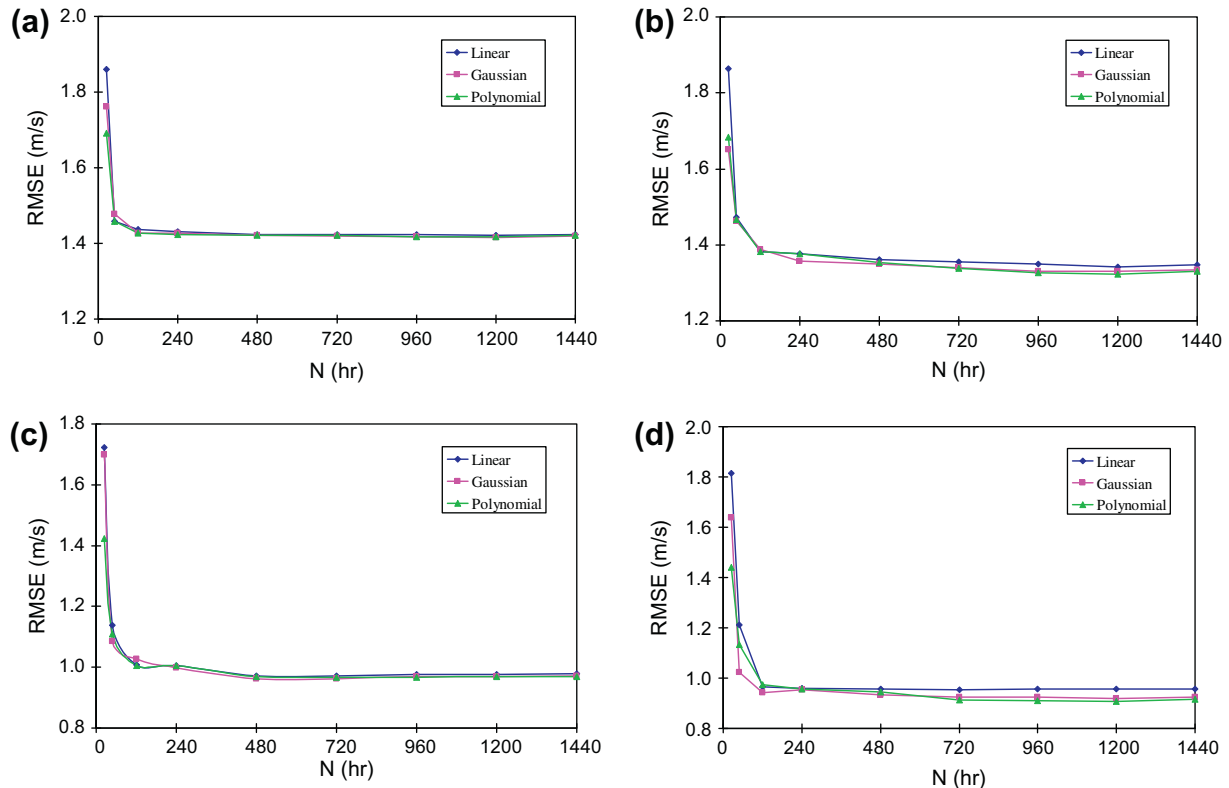 (a)
2.0
1.8
1.6
1.4
1.2
RMSE (m/s)
Linear
Gaussian
Polynomial
0 240 480 720 960 1200 1440
N (hr)
(b)
2.0
1.8
1.6
1.4
1.2
RMSE (m/s)
Linear
Gaussian
Polynomial
0 240 480 720 960 1200 1440
N (hr)
(c)
1.8
1.6
1.4
1.2
1.0
0.8
RMSE (m/s)
Linear
Gaussian
Polynomial
0 240 480 720 960 1200 1440
N (hr)
(d)
2.0
1.8
1.6
1.4
1.2
1.0
0.8
RMSE (m/s)
Linear
Gaussian
Polynomial
0 240 480 720 960 1200 1440
N (hr)